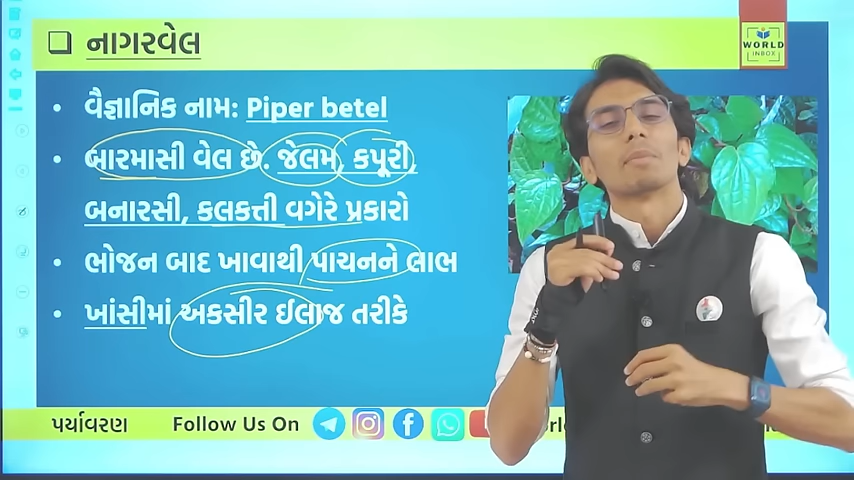 ❑ નાગરવેલ
WORLD
INBOX
• વૈજ્ઞાનિક નામ: Piper betel
• બારમાસી વેલ છે. જેલમ, કપૂરી,
બનારસી, કલકત્તી વગેરે પ્રકારો
• ભોજન બાદ ખાવાથી પાચનને લાભ
• ખાંસીમાં અકસીર ઈલાજ તરીકે
પર્યાવરણ Follow Us On